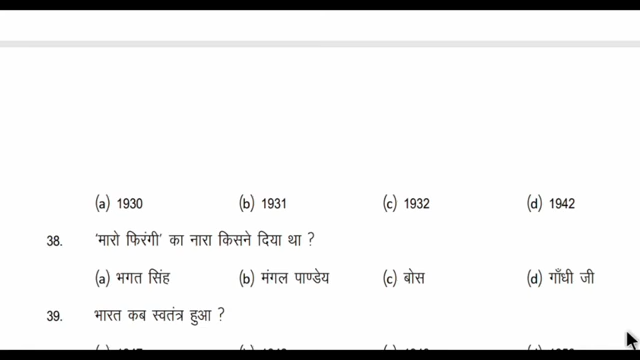 (a) 1930 (b) 1931 (c) 1932 (d) 1942
38. 'मारो फिरंगी' का नारा किसने दिया था ?
(a) भगत सिंह (b) मंगल पाण्डेय (c) बोस (d) गाँधी जी
39. भारत कब स्वतंत्र हुआ ?